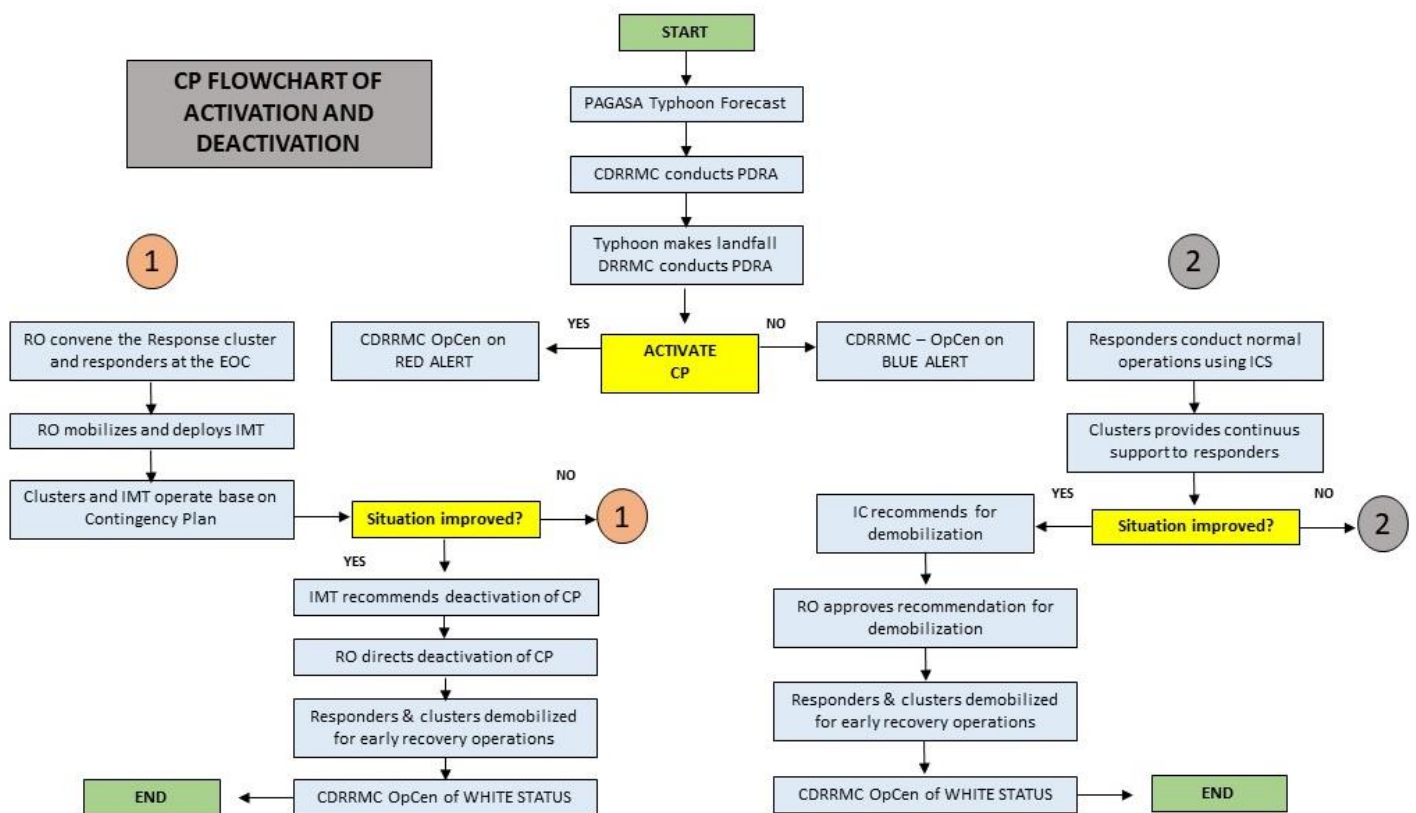 START
CP FLOWCHART OF
ACTIVATION AND
DEACTIVATION
PAGASA Typhoon Forecast
CDRRMC conducts PDRA
Typhoon makes landfall
DRRMC conducts PDRA
1
2
RO convene the Response cluster
and responders at the EOC
CDRRMC OpCen on
RED ALERT
YES
ACTIVATE
CP
NO
CDRRMC – OpCen on
BLUE ALERT
Responders conduct normal
operations using ICS
RO mobilizes and deploys IMT
Clusters provides continuus
support to responders
Clusters and IMT operate base on
Contingency Plan
Situation improved?
NO
1
YES
IC recommends for
demobilization
YES
Situation improved?
NO
2
IMT recommends deactivation of CP
RO approves recommendation for
demobilization
RO directs deactivation of CP
Responders & clusters demobilized
for early recovery operations
Responders & clusters demobilized
for early recovery operations
END
CDRRMC OpCen of WHITE STATUS
CDRRMC OpCen of WHITE STATUS
END